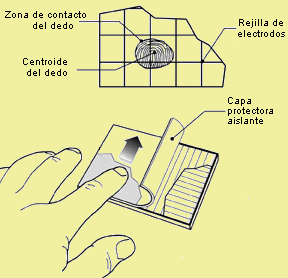 Zona de contacto
del dedo
Rejilla de
electrodos
Centroide
del dedo
Capa
protectora
aislante